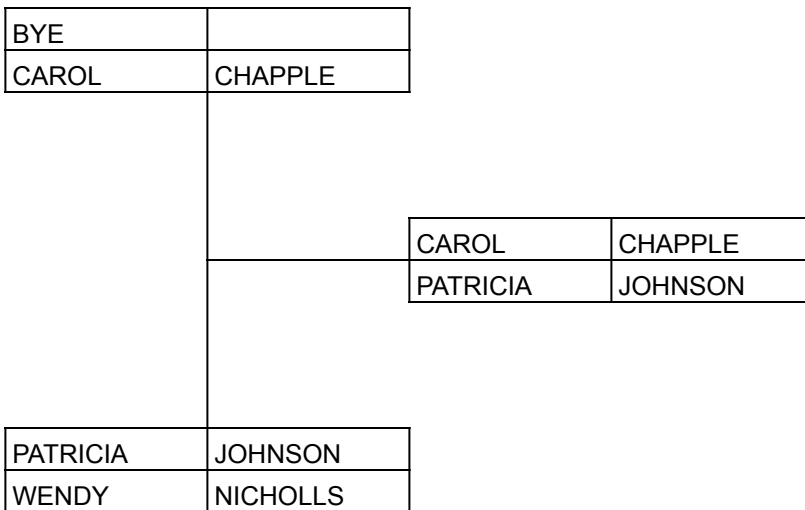 BYE
CAROL CHAPPLE
CAROL CHAPPLE
PATRICIA JOHNSON
PATRICIA JOHNSON
WENDY NICHOLLS